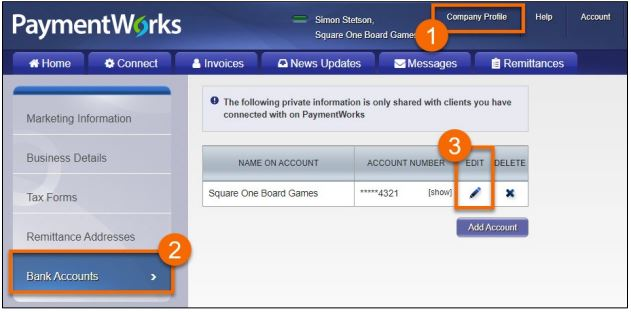 PaymentWorks
Simon Stetson,
Square One Board Games
Company Profile
Help
Account
1
Home
Connect
Invoices
News Updates
Messages
Remittances
Marketing Information
Business Details
Tax Forms
Remittance Addresses
2
Bank Accounts >
The following private information is only shared with clients you have
connected with on PaymentWorks
3
NAME ON ACCOUNT ACCOUNT NUMBER EDIT DELETE
Square One Board Games *****4321 [show]
Add Account